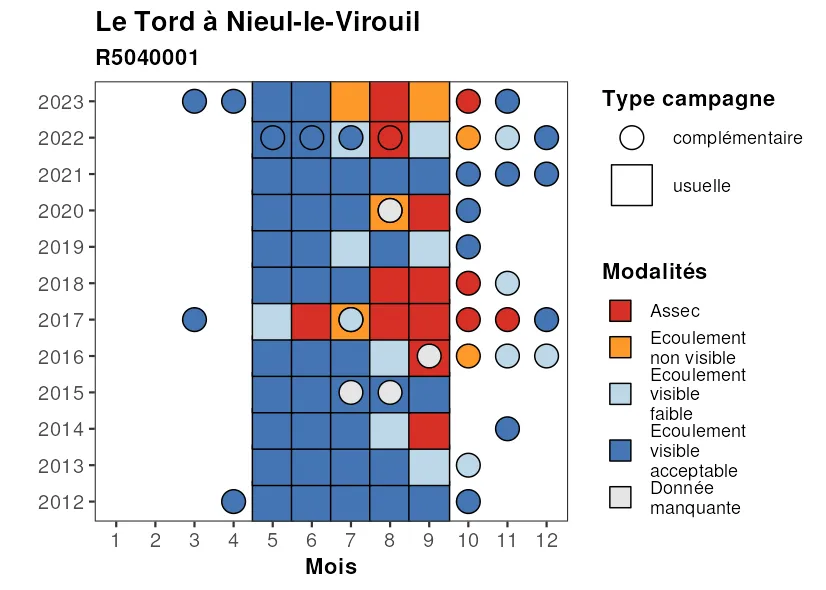 Le Tord à Nieul-le-Virouil
R5040001
2023
2022
2021
2020
2019
2018
2017
2016
2015
2014
2013
2012
1 2 3 4 5 6 7 8 9 10 11 12
Mois
Type campagne
complémentaire
usuelle
Modalités
Assec
Ecoulement
non visible
Ecoulement
visible
faible
Ecoulement
visible
acceptable
Donnée
manquante